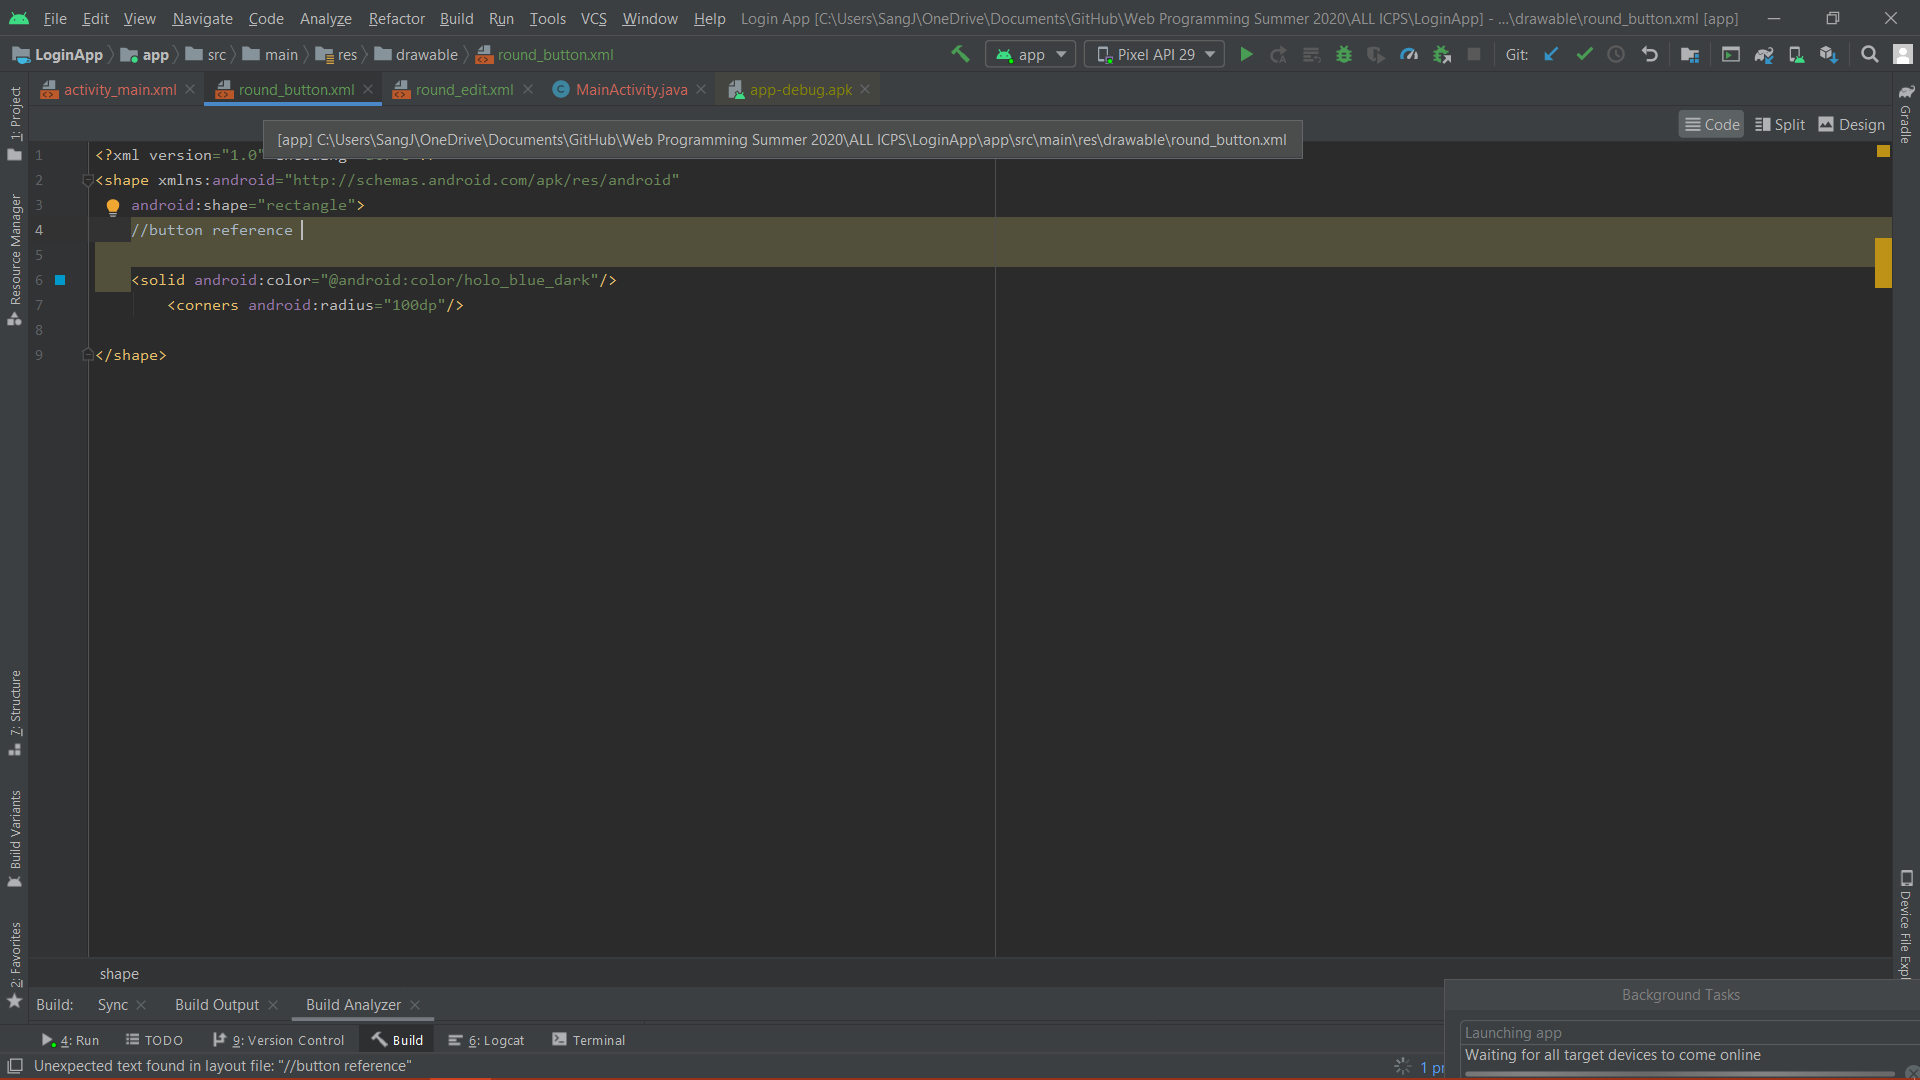 File Edit View Navigate Code Analyze Refactor Build Run Tools VCS Window Help Login App [C:\Users\SangJ\OneDrive\Documents\GitHub\Web Programming Summer 2020\ALL ICPS\LoginApp] - ...\drawable\round_button.xml [app]
LoginApp app src main res drawable round_button.xml app Pixel API 29 Git:
activity_main.xml round_button.xml round_edit.xml MainActivity.java app-debug.apk
Code Split Design
[app] C:\Users\SangJ\OneDrive\Documents\GitHub\Web Programming Summer 2020\ALL ICPS\LoginApp\app\src\main\res\drawable\round_button.xml
1 <?xml version="1.0"
2 <shape xmlns:android="http://schemas.android.com/apk/res/android"
3 android:shape="rectangle">
4 //button reference
5
6 <solid android:color="@android:color/holo_blue_dark"/>
7 <corners android:radius="100dp"/>
8
9 </shape>
1: Project
Resource Manager
7: Structure
Build Variants
2: Favorites
Gradle
Device File Expl
shape
Build: Sync Build Output Build Analyzer
Background Tasks
Launching app
Waiting for all target devices to come online
4: Run TODO 9: Version Control Build 6: Logcat Terminal
Unexpected text found in layout file: "//button reference"
1 pr